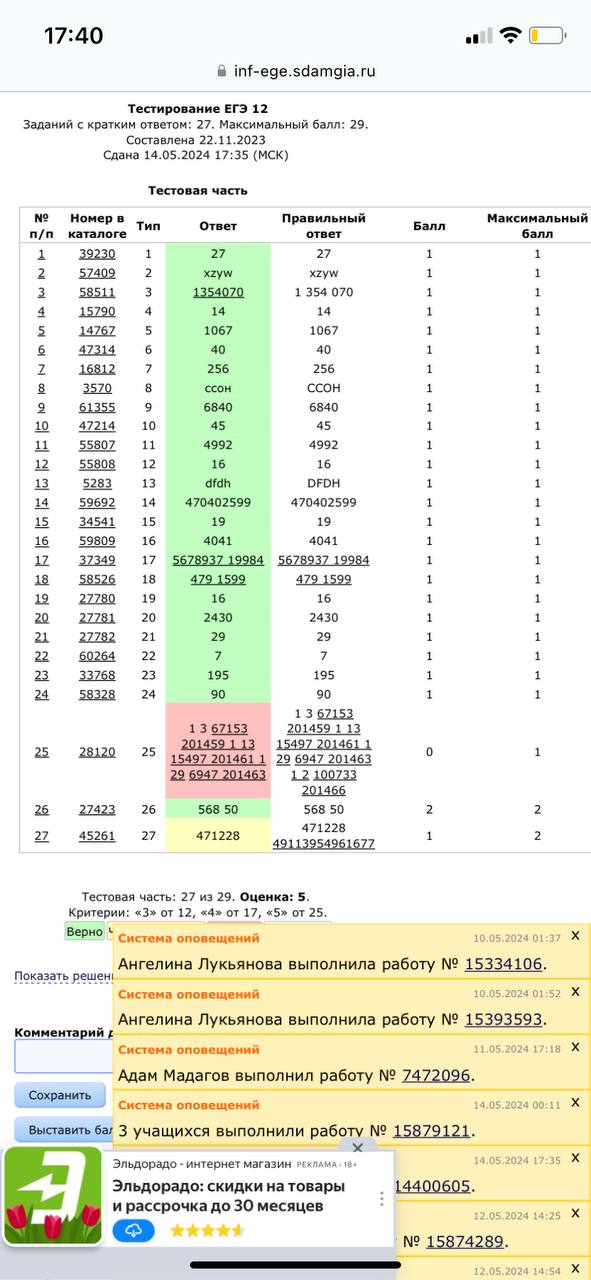 17:40
inf-ege.sdamgia.ru
Тестирование ЕГЭ 12
Заданий с кратким ответом: 27. Максимальный балл: 29.
Составлена 22.11.2023
Сдана 14.05.2024 17:35 (МСК)
Тестовая часть
№ п/п Номер в каталоге Тип Ответ Правильный ответ Балл Максимальный балл
1 39230 1 27 27 1 1
2 57409 2 xzyw xzyw 1 1
3 58511 3 1354070 1 354 070 1 1
4 15790 4 14 14 1 1
5 14767 5 1067 1067 1 1
6 47314 6 40 40 1 1
7 16812 7 256 256 1 1
8 3570 8 ссон ССОН 1 1
9 61355 9 6840 6840 1 1
10 47214 10 45 45 1 1
11 55807 11 4992 4992 1 1
12 55808 12 16 16 1 1
13 5283 13 dfdh DFDH 1 1
14 59692 14 470402599 470402599 1 1
15 34541 15 19 19 1 1
16 59809 16 4041 4041 1 1
17 37349 17 5678937 19984 5678937 19984 1 1
18 58526 18 479 1599 479 1599 1 1
19 27780 19 16 16 1 1
20 27781 20 2430 2430 1 1
21 27782 21 29 29 1 1
22 60264 22 7 7 1 1
23 33768 23 195 195 1 1
24 58328 24 90 90 1 1
25 28120 25 1 3 67153 201459 1 13 15497 201461 1 29 6947 201463 1 3 67153 201459 1 13 15497 201461 1 29 6947 201463 1 2 100733 201466 0 1
26 27423 26 568 50 568 50 2 2
27 45261 27 471228 471228 49113954961677 1 2
Тестовая часть: 27 из 29. Оценка: 5.
Критерии: «3» от 12, «4» от 17, «5» от 25.
Верно
Система оповещений 10.05.2024 01:37 x
Ангелина Лукьянова выполнила работу № 15334106.
Показать решен
Система оповещений 10.05.2024 01:52 x
Ангелина Лукьянова выполнила работу № 15393593.
Комментарий д
Система оповещений 11.05.2024 17:18 x
Адам Мадагов выполнил работу № 7472096.
Сохранить
Система оповещений 14.05.2024 00:11 x
3 учащихся выполнили работу № 15879121.
Выставить бал
14.05.2024 17:35 x
14400605.
12.05.2024 14:25 x
№ 15874289.
12.05.2024 14:54 x
Эльдорадо - интернет магазин РЕКЛАМА • 18+
Эльдорадо: скидки на товары
и рассрочка до 30 месяцев